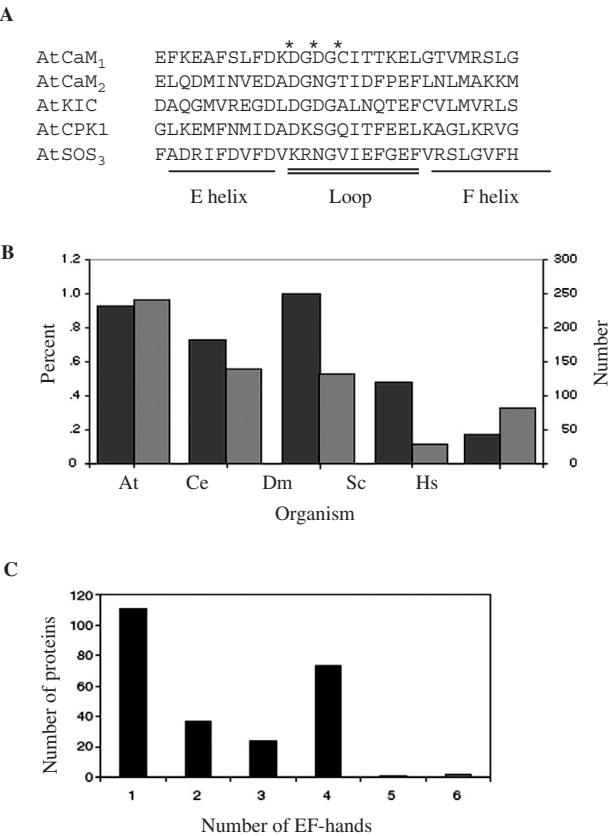 A
* * *
AtCaM1 EFKEAFSLFDKDGDGCITTKELGTVMRSLG
AtCaM2 ELQDMINVEDADGNGTIDFPEFLNLMAKKM
AtKIC DAQGMVREGDLDGDGALNQTEFCVLMVRLS
AtCPK1 GLKEMFNMIDADKSGQITFEELKAGLKRVG
AtSOS3 FADRIFDVFDVKRNGVIEFGEFVRSLGVFH
E helix Loop F helix
B
1.2 300
1.0 250
.8 200
.6 150
.4 100
.2 50
0 0
Percent
Number
At Ce Dm Sc Hs
Organism
C
120
100
80
60
40
20
0
Number of proteins
1 2 3 4 5 6
Number of EF-hands